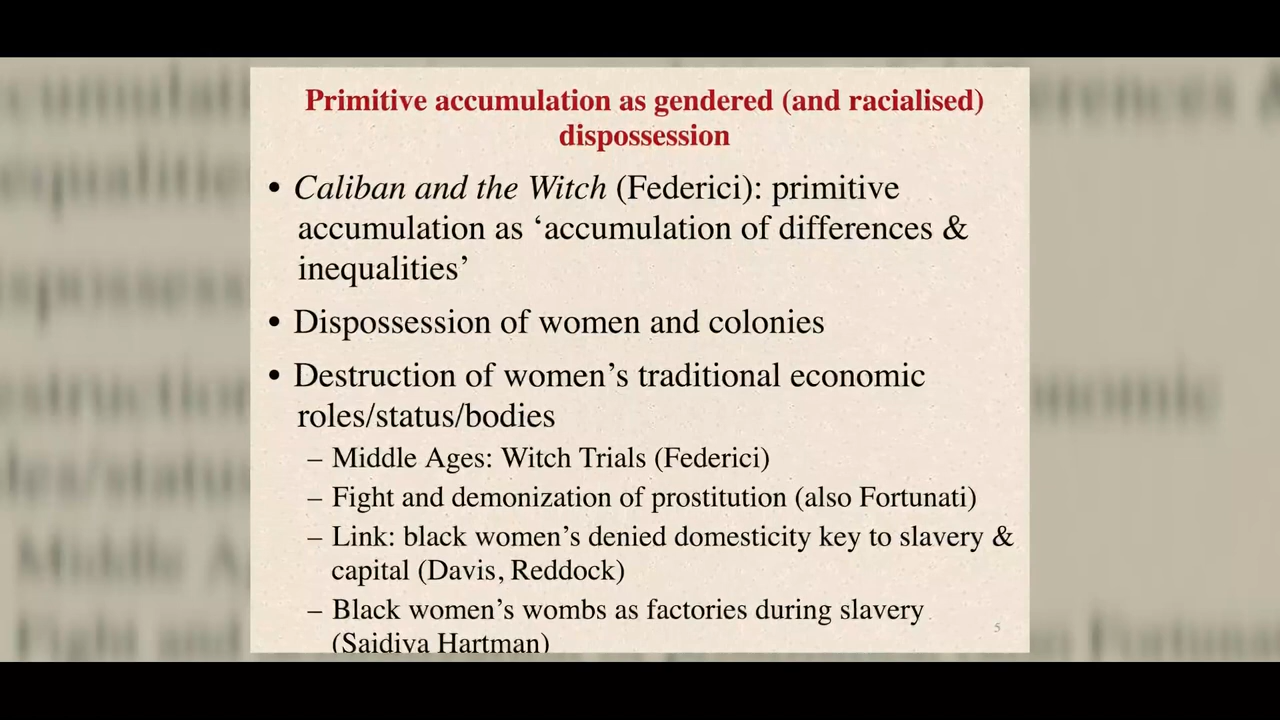 Primitive accumulation as gendered (and racialised)
dispossession
• Caliban and the Witch (Federici): primitive
accumulation as ‘accumulation of differences &
inequalities’
• Dispossession of women and colonies
• Destruction of women’s traditional economic
roles/status/bodies
– Middle Ages: Witch Trials (Federici)
– Fight and demonization of prostitution (also Fortunati)
– Link: black women’s denied domesticity key to slavery &
capital (Davis, Reddock)
– Black women’s wombs as factories during slavery
(Saidiya Hartman)
5